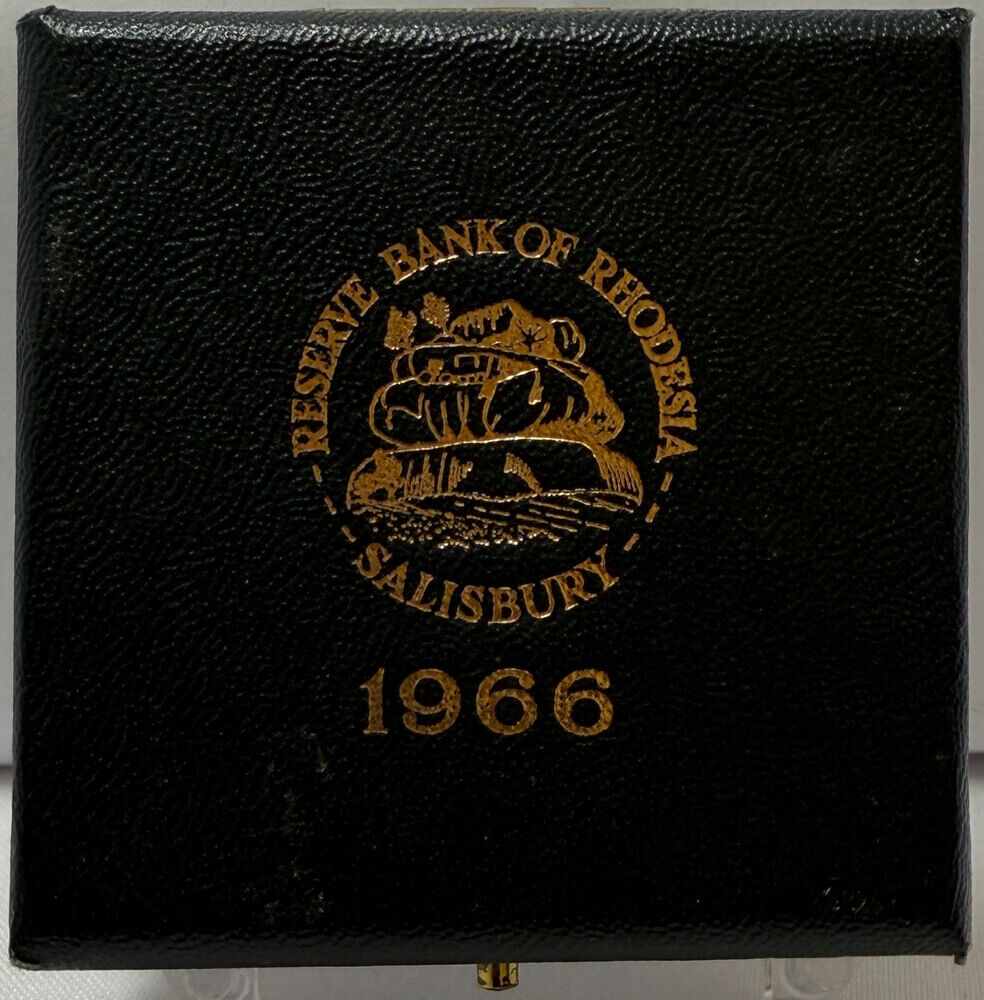 RESERVE BANK OF RHODESIA
SALISBURY
1966